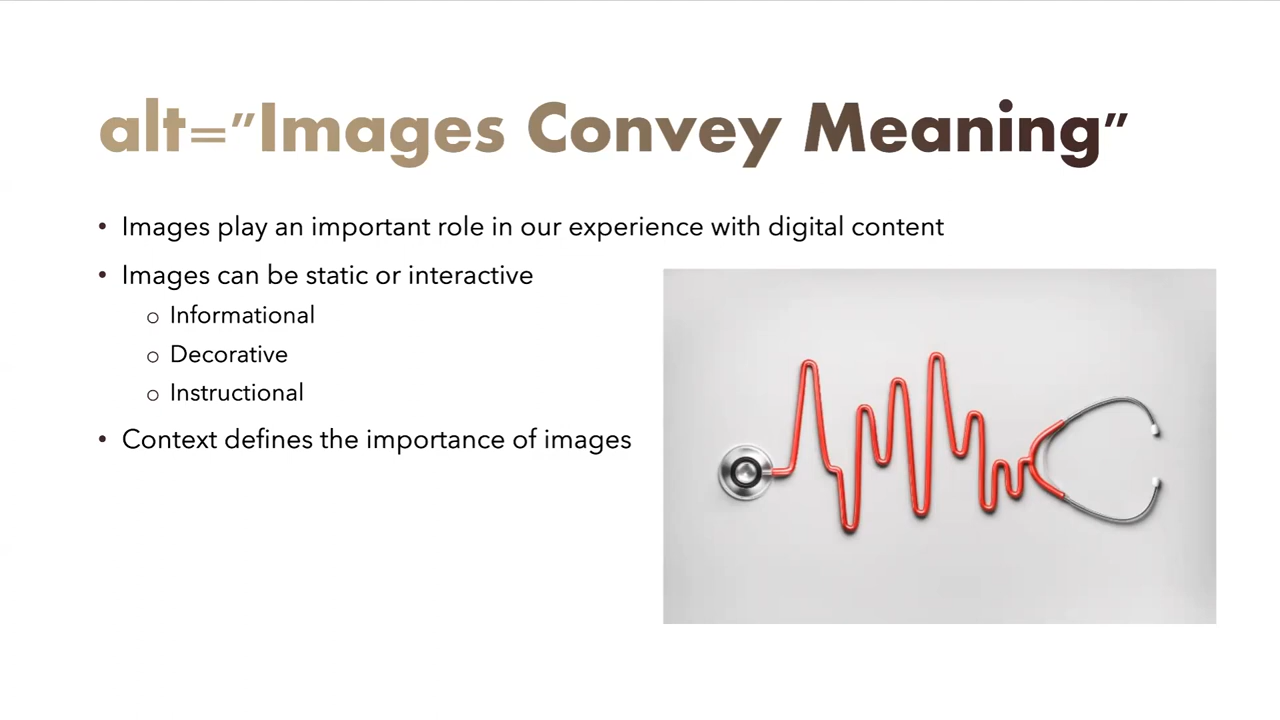 alt=”Images Convey Meaning”
• Images play an important role in our experience with digital content
• Images can be static or interactive
o Informational
o Decorative
o Instructional
• Context defines the importance of images